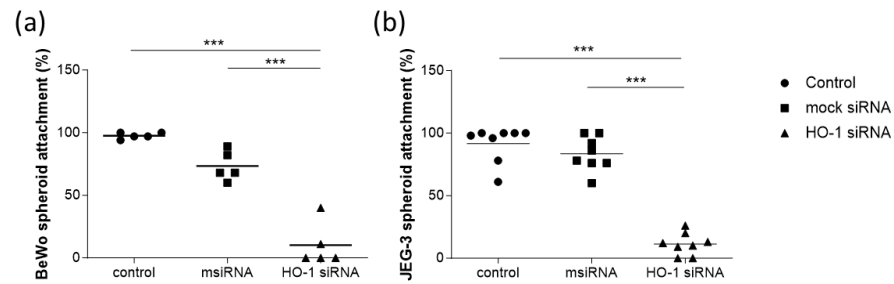 (a)
***
***
BeWo spheroid attachment (%)
150
100
50
0
control
msiRNA
HO-1 siRNA
(b)
***
***
JEG-3 spheroid attachment (%)
150
100
50
0
control
msiRNA
HO-1 siRNA
Control
mock siRNA
HO-1 siRNA